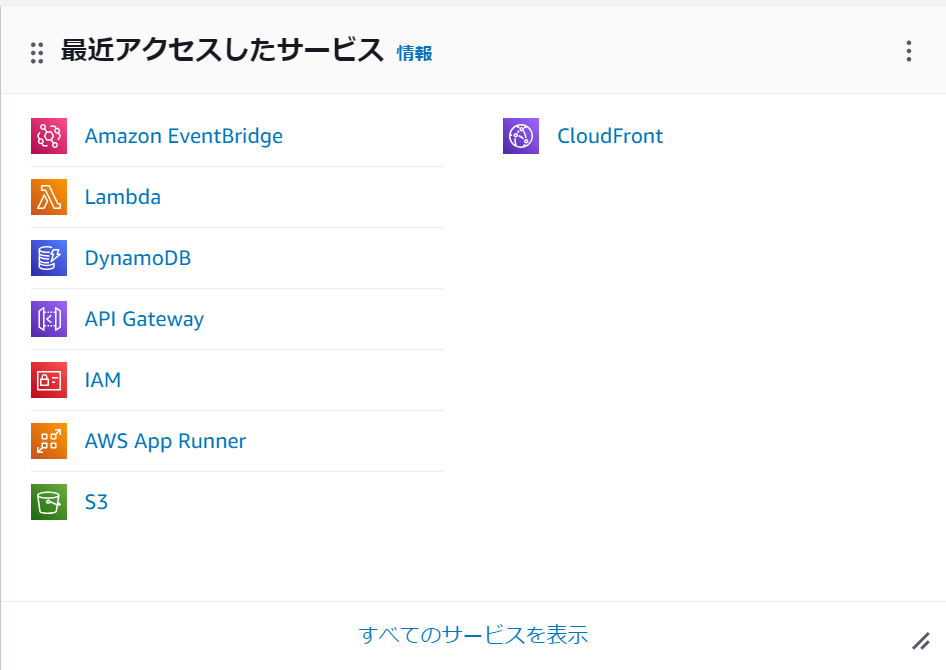 最近アクセスしたサービス 情報
Amazon EventBridge
Lambda
DynamoDB
API Gateway
IAM
AWS App Runner
S3
CloudFront
すべてのサービスを表示